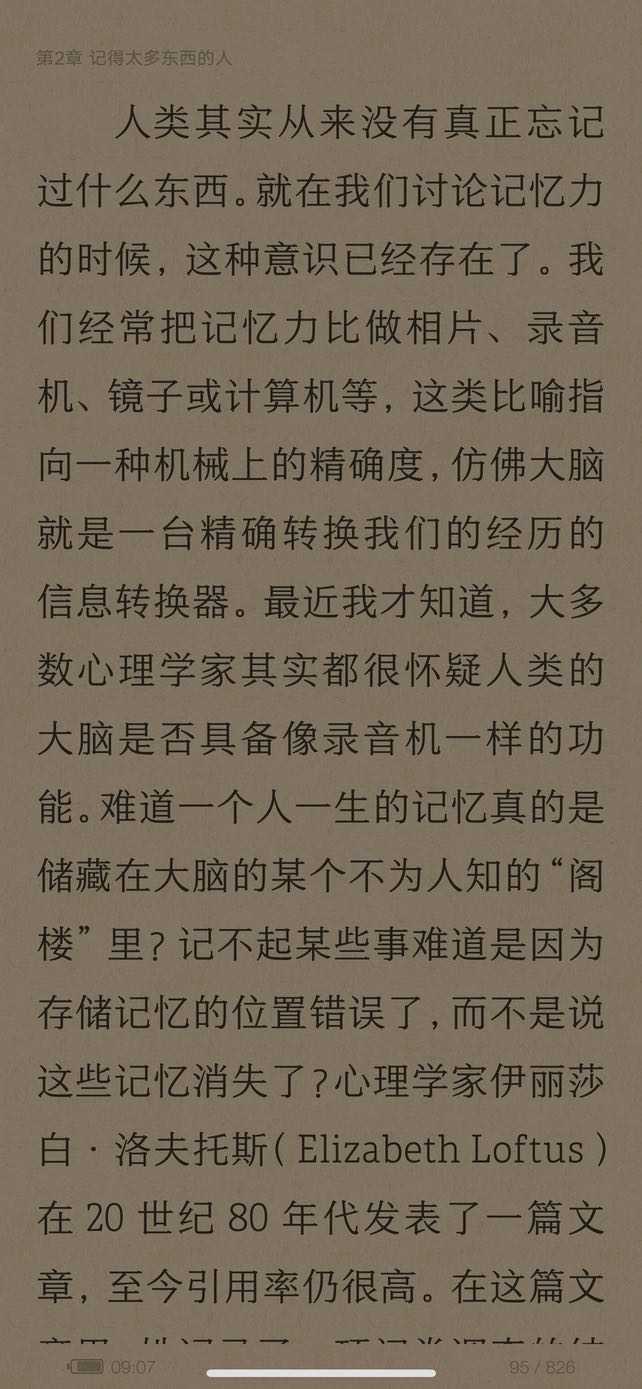 第2章 记得太多东西的人
人类其实从来没有真正忘记
过什么东西。就在我们讨论记忆力
的时候，这种意识已经存在了。我
们经常把记忆力比做相片、录音
机、镜子或计算机等，这类比喻指
向一种机械上的精确度，仿佛大脑
就是一台精确转换我们的经历的
信息转换器。最近我才知道，大多
数心理学家其实都很怀疑人类的
大脑是否具备像录音机一样的功
能。难道一个人一生的记忆真的是
储藏在大脑的某个不为人知的“阁
楼”里？记不起某些事难道是因为
存储记忆的位置错误了，而不是说
这些记忆消失了？心理学家伊丽莎
白·洛夫托斯（Elizabeth Loftus）
在 20 世纪 80 年代发表了一篇文
章，至今引用率仍很高。在这篇文
09:07
95 / 826